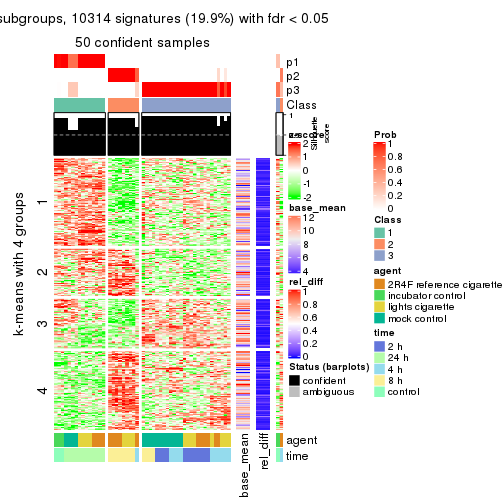 subgroups, 10314 signatures (19.9%) with fdr < 0.05
50 confident samples
p1
p2
p3
Class
1
Silhouette
score
k-means with 4 groups
1
2
3
4
base_mean
rel_diff
agent
time
z-score
2
1
0
-1
-2
base_mean
12
10
8
6
4
rel_diff
1
0.8
0.6
0.4
0.2
0
Status (barplots)
confident
ambiguous
Prob
1
0.8
0.6
0.4
0.2
0
Class
1
2
3
agent
2R4F reference cigarette
incubator control
lights cigarette
mock control
time
2 h
24 h
4 h
8 h
control